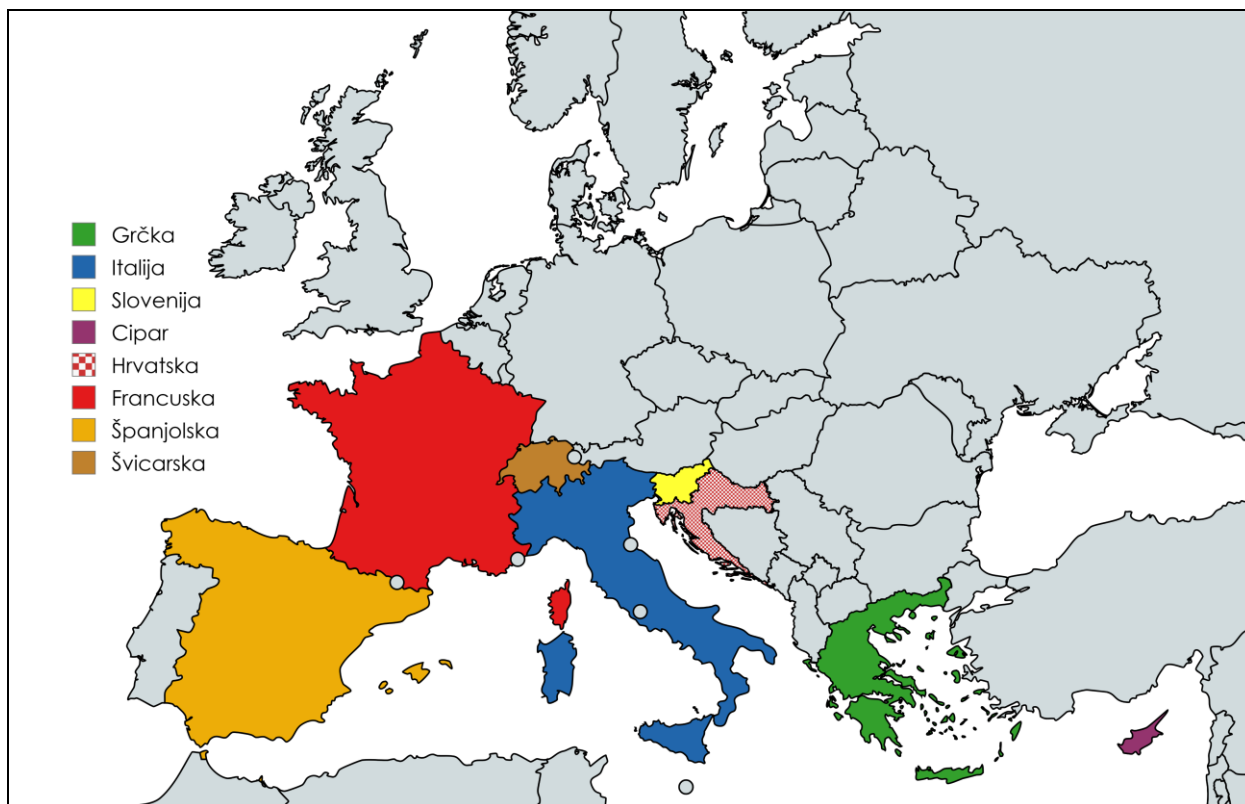 Grčka
Italija
Slovenija
Cipar
Hrvatska
Francuska
Španjolska
Švicarska